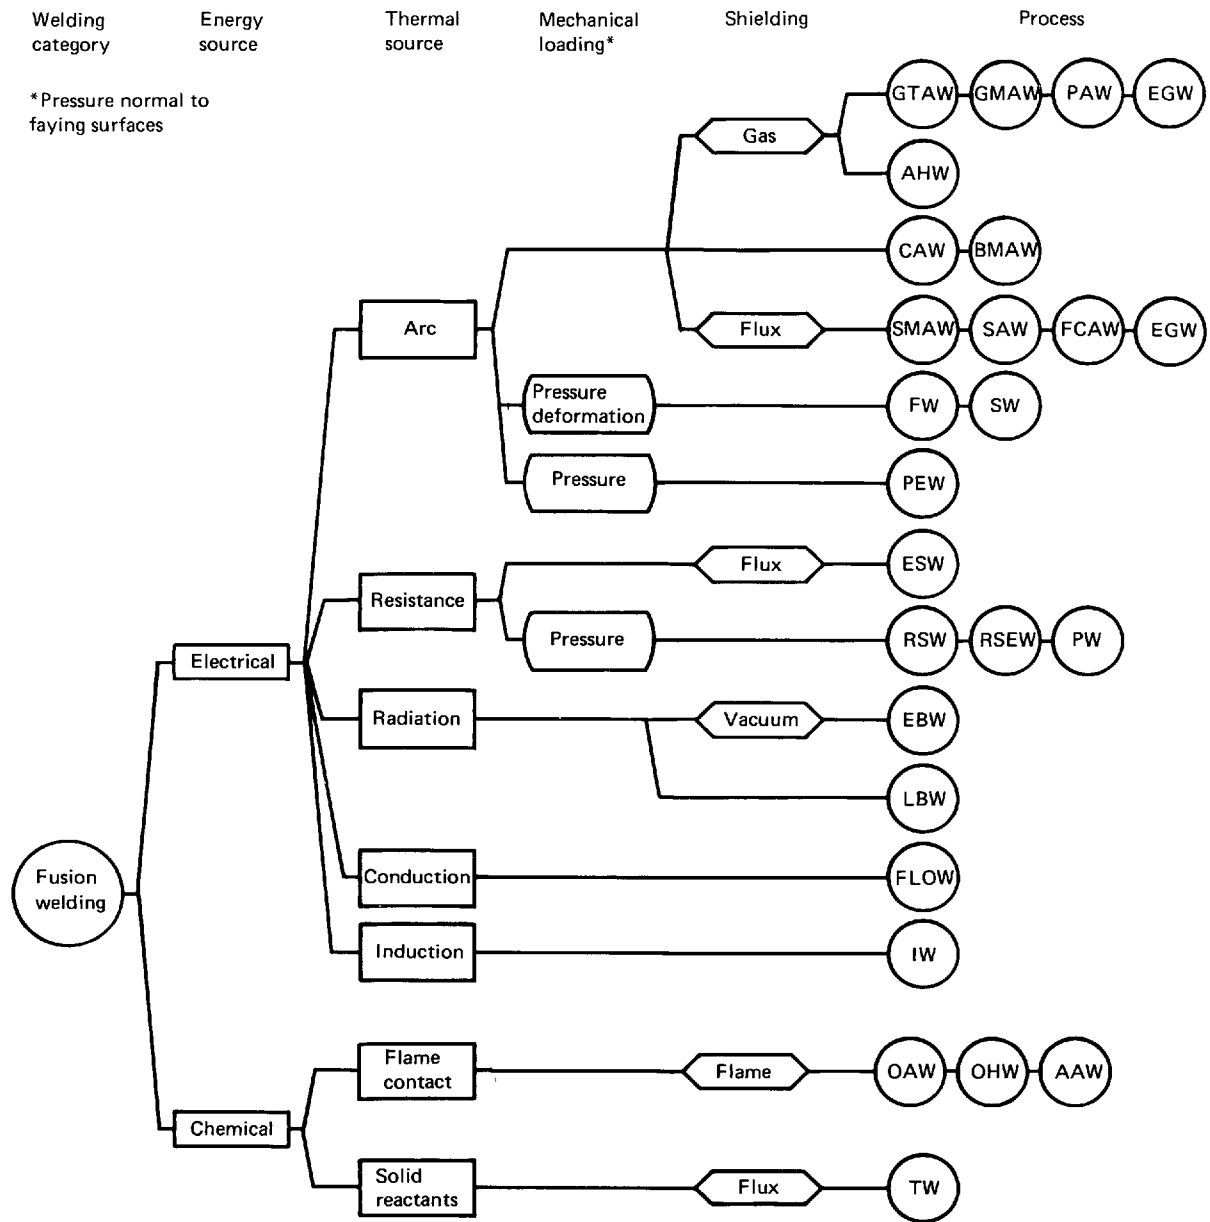 Welding category
Energy source
Thermal source
Mechanical loading*
Shielding
Process
*Pressure normal to
faying surfaces
GTAW GMAW PAW EGW
Gas
AHW
CAW BMAW
Arc
Flux
SMAW SAW FCAW EGW
Pressure
deformation
FW SW
Pressure
PEW
Flux
ESW
Resistance
Pressure
RSW RSEW PW
Electrical
Radiation
Vacuum
EBW
LBW
Fusion
welding
Conduction
FLOW
Induction
IW
Flame
contact
Flame
OAW OHW AAW
Chemical
Solid
reactants
Flux
TW